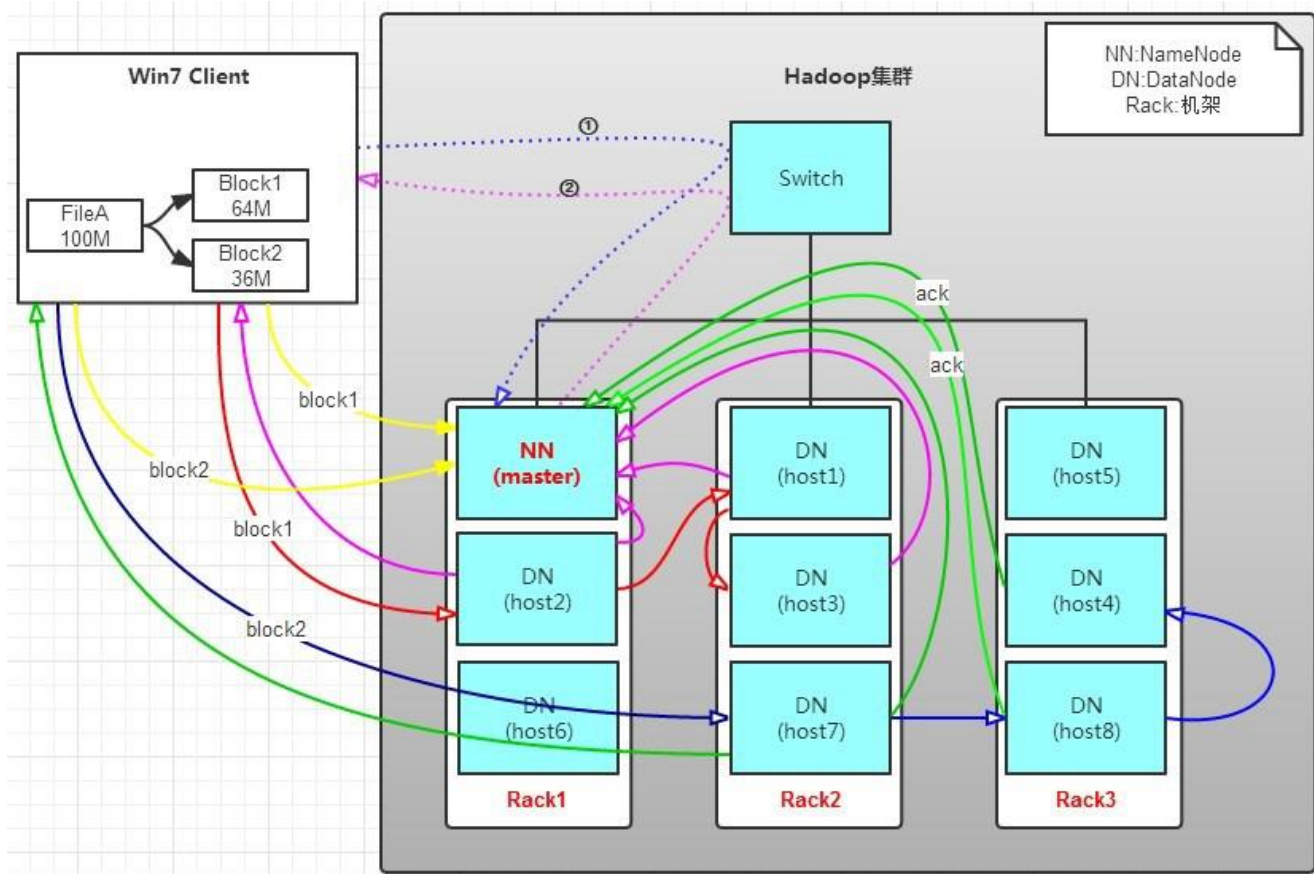 Win7 Client
FileA
100M
Block1
64M
Block2
36M
Hadoop集群
NN:NameNode
DN:DataNode
Rack:机架
①
②
Switch
ack
ack
block1
block2
block1
block2
NN
(master)
DN
(host2)
DN
(host6)
Rack1
DN
(host1)
DN
(host3)
DN
(host7)
Rack2
DN
(host5)
DN
(host4)
DN
(host8)
Rack3